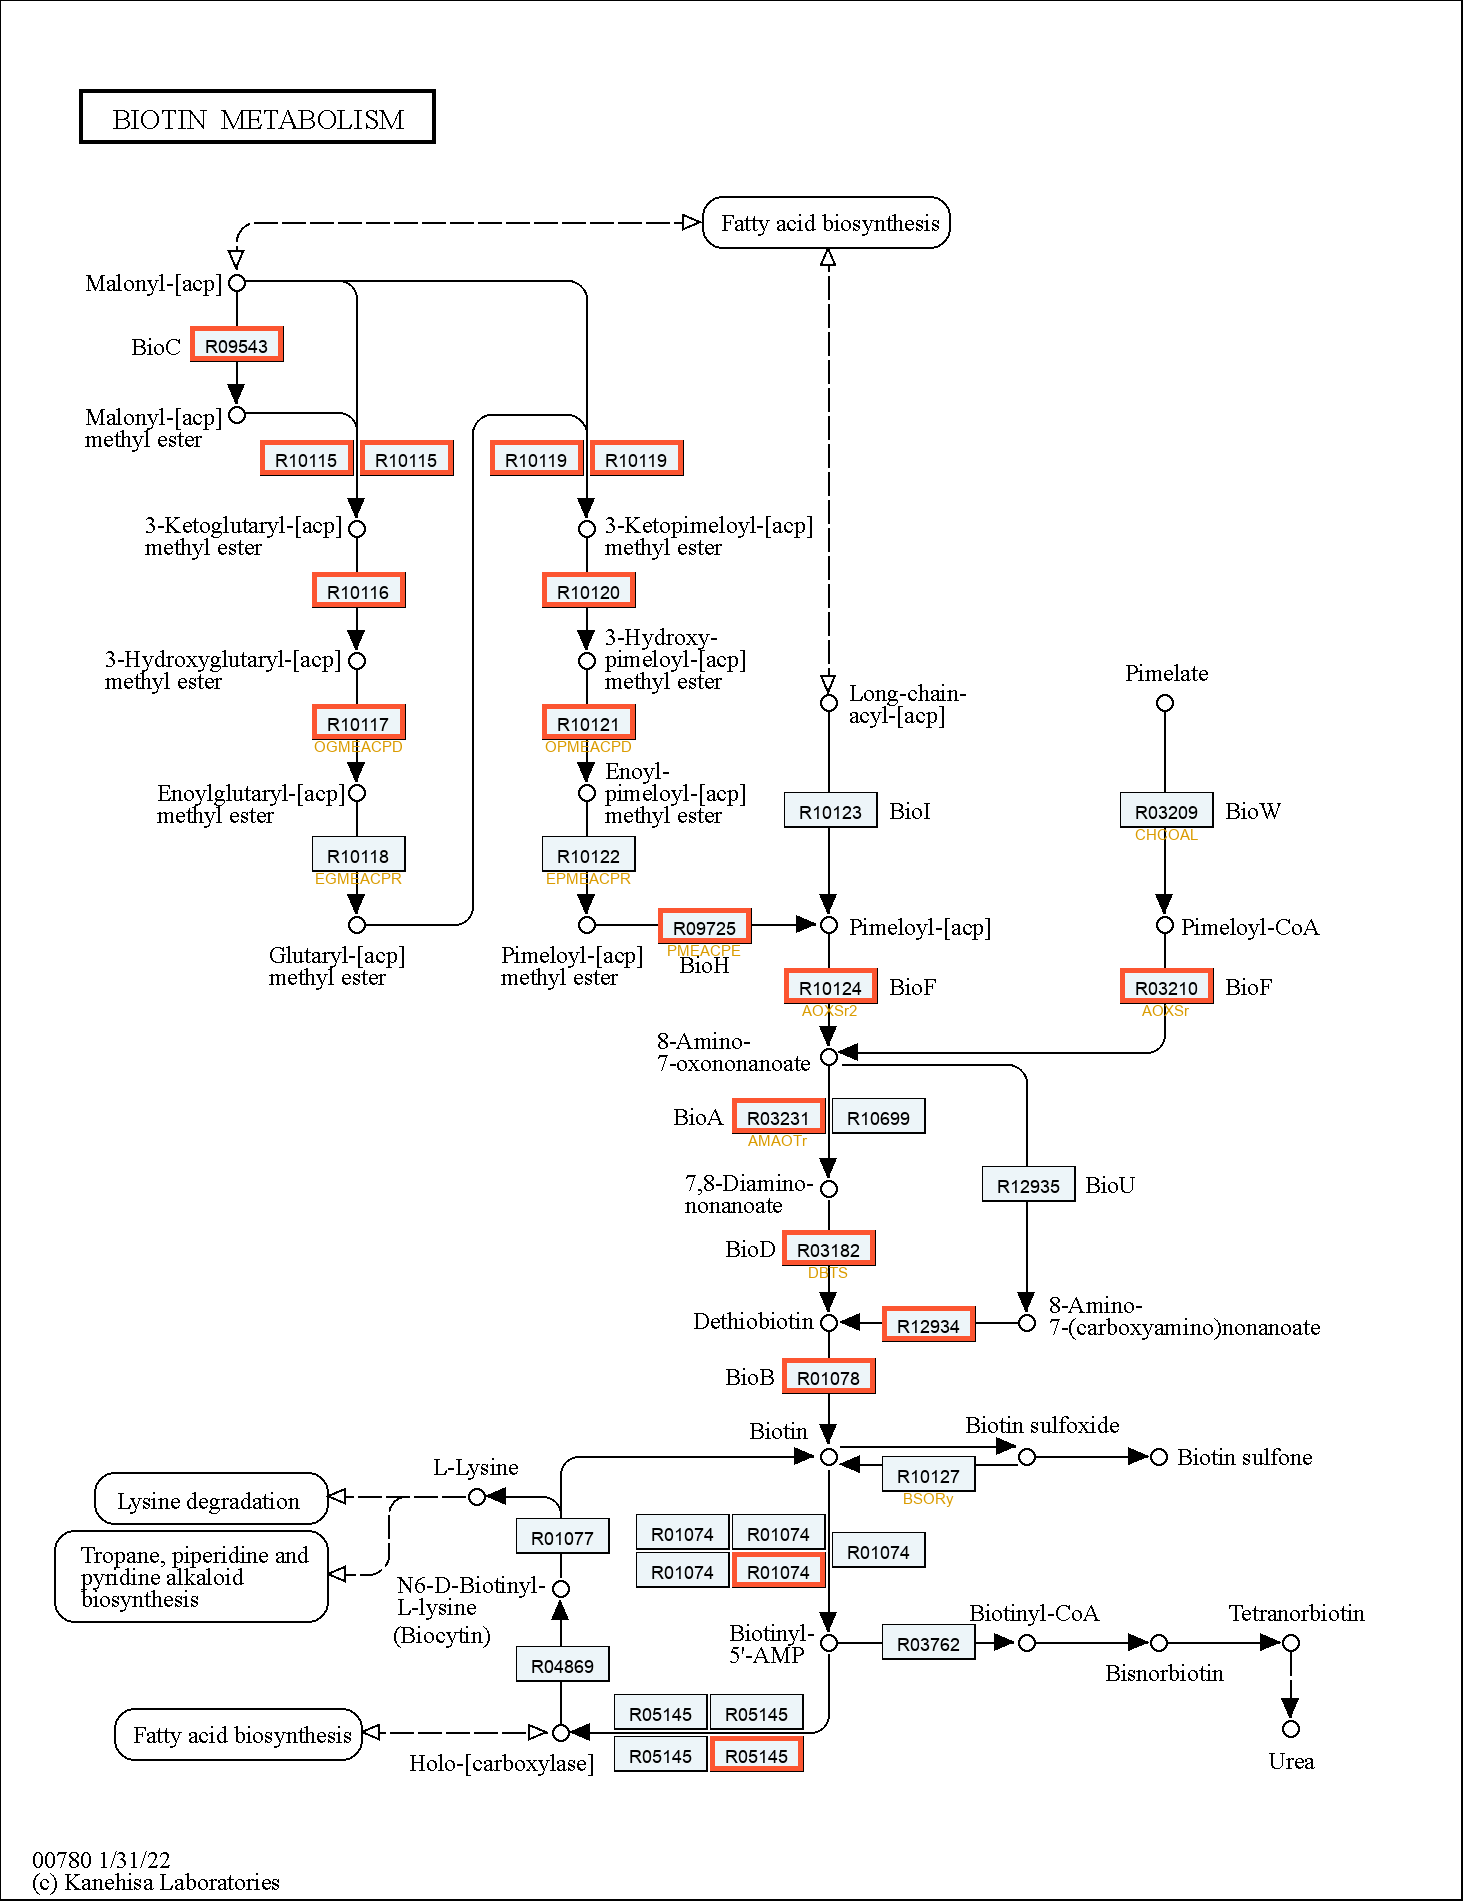 BIOTIN METABOLISM
Fatty acid biosynthesis
Malonyl-[acp]
BioC
R09543
Malonyl-[acp]
methyl ester
R10115
R10115
R10119
R10119
3-Ketoglutaryl-[acp]
methyl ester
3-Ketopimeloyl-[acp]
methyl ester
R10116
R10120
3-Hydroxyglutaryl-[acp]
methyl ester
3-Hydroxy-
pimeloyl-[acp]
methyl ester
Long-chain-
acyl-[acp]
Pimelate
R10117
OGMEACPD
R10121
OPMEACPD
Enoylglutaryl-[acp]
methyl ester
Enoyl-
pimeloyl-[acp]
methyl ester
R10123
BioI
R03209
BioW
CHCOAL
R10118
EGMEACPR
R10122
EPMEACPR
Glutaryl-[acp]
methyl ester
Pimeloyl-[acp]
methyl ester
R09725
PMEACPE
BioH
Pimeloyl-[acp]
Pimeloyl-CoA
R10124
BioF
AOXSr2
R03210
BioF
AOXSr
8-Amino-
7-oxononanoate
BioA
R03231
AMAOTr
R10699
7,8-Diamino-
nonanoate
R12935
BioU
BioD
R03182
DBTS
Dethiobiotin
R12934
8-Amino-
7-(carboxyamino)nonanoate
BioB
R01078
Biotin
Biotin sulfoxide
Biotin sulfone
R10127
BSORy
L-Lysine
Lysine degradation
Tropane, piperidine and
pyridine alkaloid
biosynthesis
R01077
R01074
R01074
R01074
R01074
R01074
N6-D-Biotinyl-
L-lysine
(Biocytin)
Biotinyl-
5'-AMP
R03762
Biotinyl-CoA
Bisnorbiotin
Tetranorbiotin
R04869
R05145
R05145
R05145
R05145
Fatty acid biosynthesis
Holo-[carboxylase]
Urea
00780 1/31/22
(c) Kanehisa Laboratories